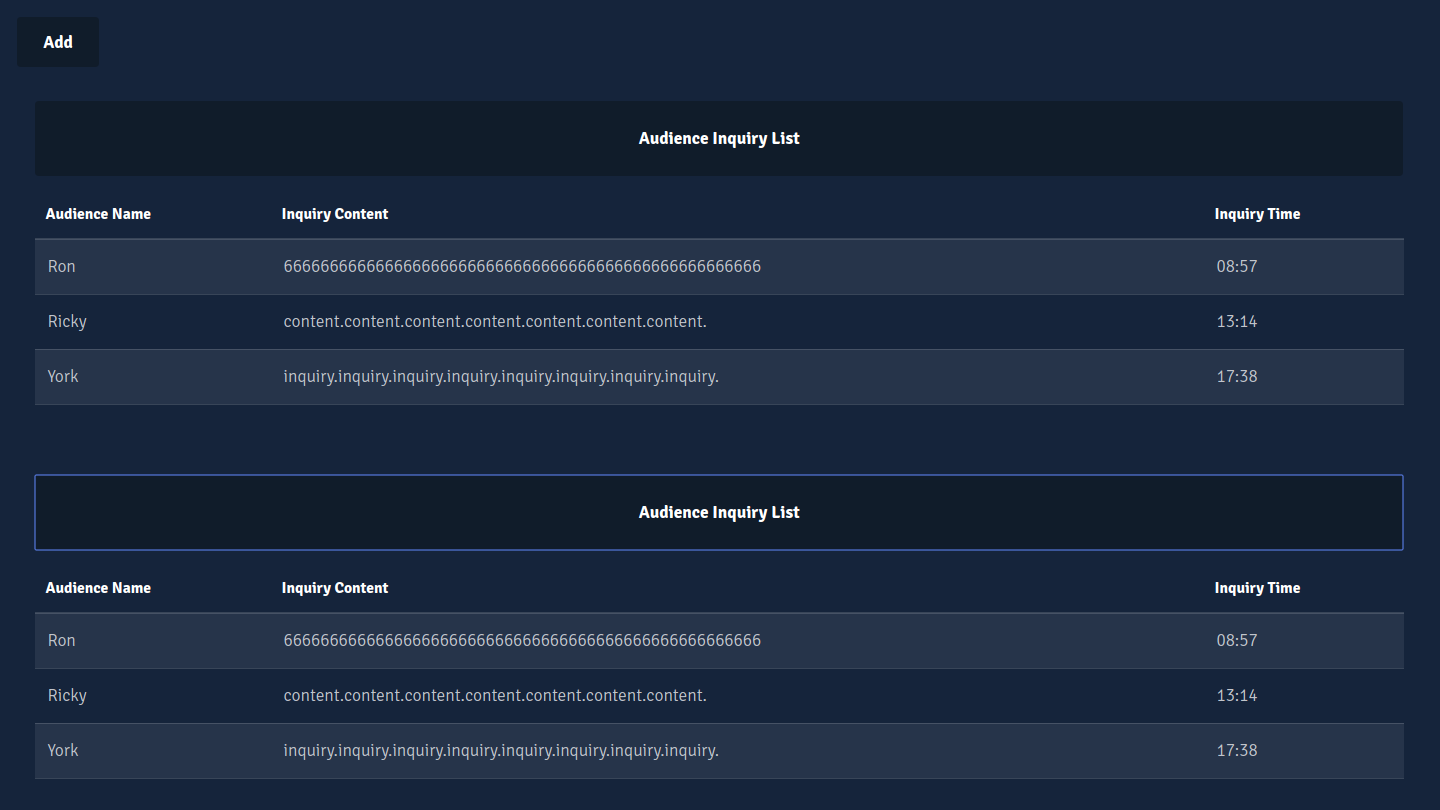 Add
Audience Inquiry List
Audience Name Inquiry Content Inquiry Time
Ron 6666666666666666666666666666666666666666666666666666 08:57
Ricky content.content.content.content.content.content.content. 13:14
York inquiry.inquiry.inquiry.inquiry.inquiry.inquiry.inquiry.inquiry. 17:38
Audience Inquiry List
Audience Name Inquiry Content Inquiry Time
Ron 6666666666666666666666666666666666666666666666666666 08:57
Ricky content.content.content.content.content.content.content. 13:14
York inquiry.inquiry.inquiry.inquiry.inquiry.inquiry.inquiry.inquiry. 17:38